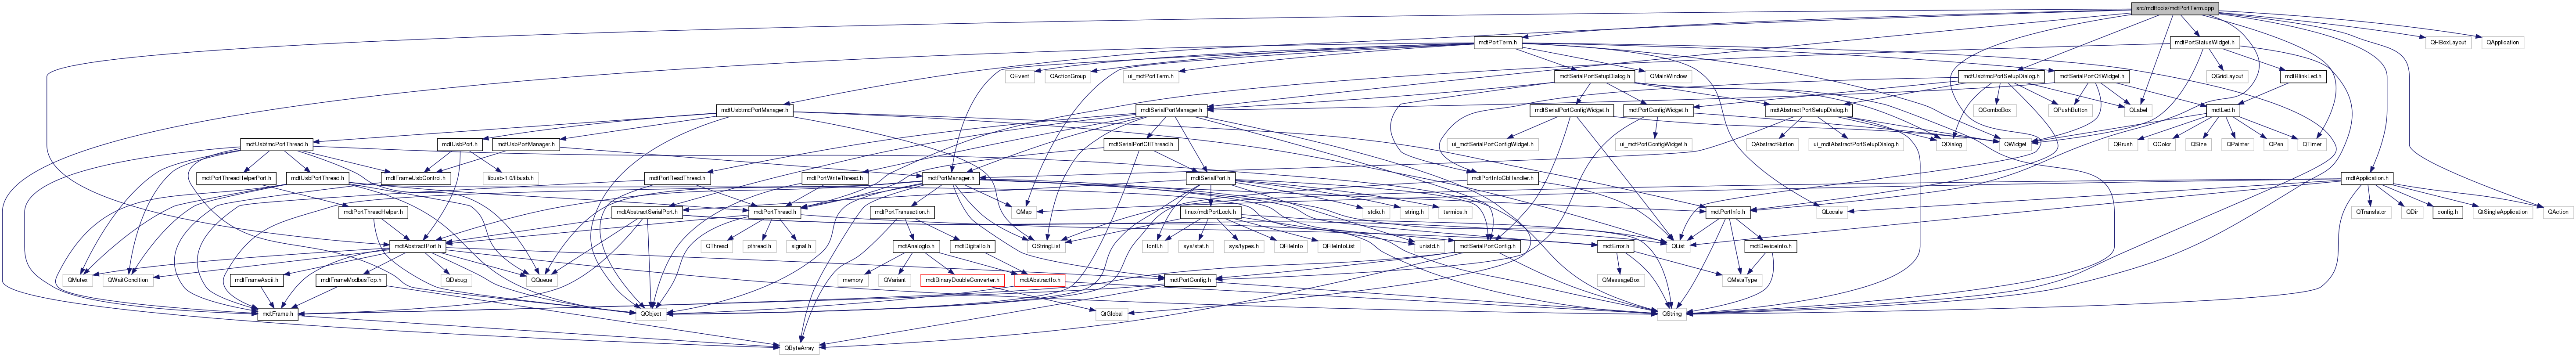 src/mdttools/mdtPortTerm.cpp
mdtPortTerm.h
mdtPortStatusWidget.h
QHBoxLayout
QApplication
QEvent
QActionGroup
ui_mdtPortTerm.h
mdtSerialPortSetupDialog.h
QMainWindow
mdtUsbtmcPortSetupDialog.h
mdtSerialPortCtlWidget.h
QGridLayout
mdtBlinkLed.h
mdtUsbtmcPortManager.h
mdtSerialPortManager.h
mdtSerialPortConfigWidget.h
mdtPortConfigWidget.h
mdtAbstractPortSetupDialog.h
QComboBox
QPushButton
QLabel
mdtLed.h
mdtUsbtmcPortThread.h
mdtUsbPort.h
mdtUsbPortManager.h
mdtSerialPortCtlThread.h
ui_mdtSerialPortConfigWidget.h
ui_mdtPortConfigWidget.h
QAbstractButton
ui_mdtAbstractPortSetupDialog.h
QDialog
QWidget
QBrush
QColor
QSize
QPainter
QPen
QTimer
mdtPortThreadHelperPort.h
mdtUsbPortThread.h
mdtFrameUsbControl.h
libusb-1.0/libusb.h
mdtPortReadThread.h
mdtPortWriteThread.h
mdtPortManager.h
mdtSerialPort.h
mdtPortInfoCbHandler.h
mdtApplication.h
mdtPortThreadHelper.h
mdtAbstractSerialPort.h
mdtPortThread.h
mdtPortTransaction.h
QMap
linux/mdtPortLock.h
stdio.h
string.h
termios.h
mdtPortInfo.h
QLocale
QTranslator
QDir
config.h
QtSingleApplication
QAction
mdtAbstractPort.h
QThread
pthread.h
signal.h
mdtAnalogIo.h
mdtDigitalIo.h
QStringList
fcntl.h
sys/stat.h
sys/types.h
QFileInfo
QFileInfoList
unistd.h
mdtSerialPortConfig.h
mdtError.h
QList
mdtDeviceInfo.h
QMutex
QWaitCondition
mdtFrameAscii.h
mdtFrameModbusTcp.h
QDebug
QQueue
memory
QVariant
mdtBinaryDoubleConverter.h
mdtAbstractIo.h
mdtPortConfig.h
QMessageBox
QMetaType
mdtFrame.h
QObject
QtGlobal
QString
QByteArray